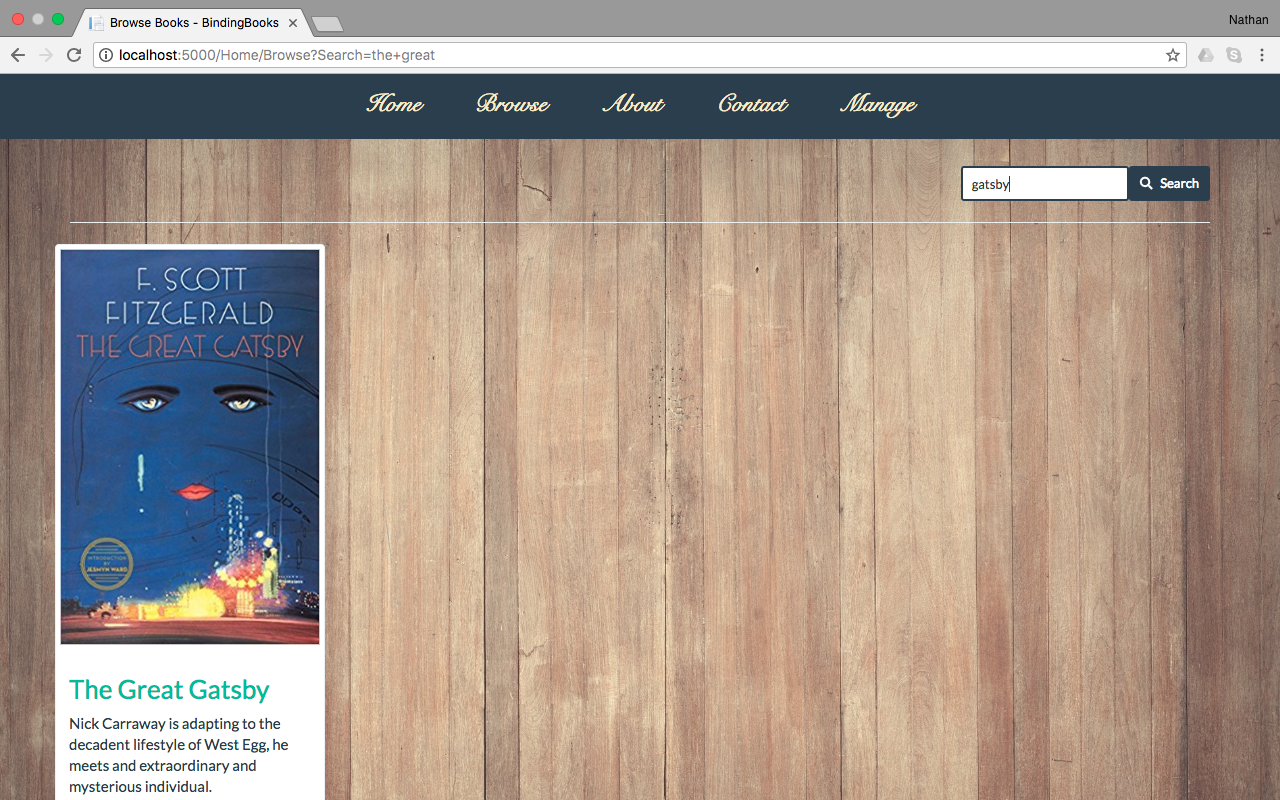 Browse Books - BindingBooks
Nathan
localhost:5000/Home/Browse?Search=the+great
Home Browse About Contact Manage
gatsby Search
F. SCOTT
FITZGERALD
THE GREAT GATSBY
INTRODUCTION
BY
JESMYN WARD
The Great Gatsby
Nick Carraway is adapting to the
decadent lifestyle of West Egg, he
meets and extraordinary and
mysterious individual.